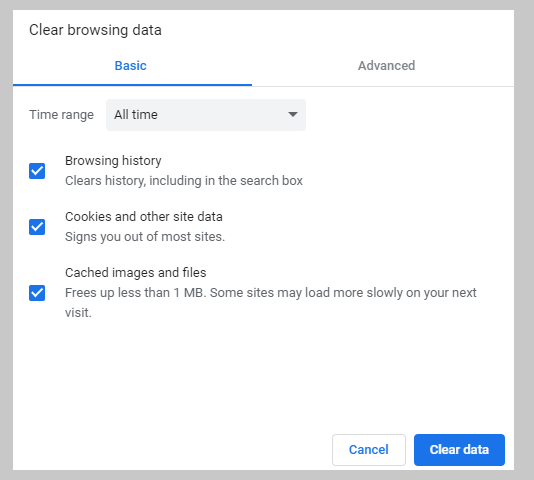 Clear browsing data
Basic Advanced
Time range All time
Browsing history
Clears history, including in the search box
Cookies and other site data
Signs you out of most sites.
Cached images and files
Frees up less than 1 MB. Some sites may load more slowly on your next
visit.
Cancel Clear data